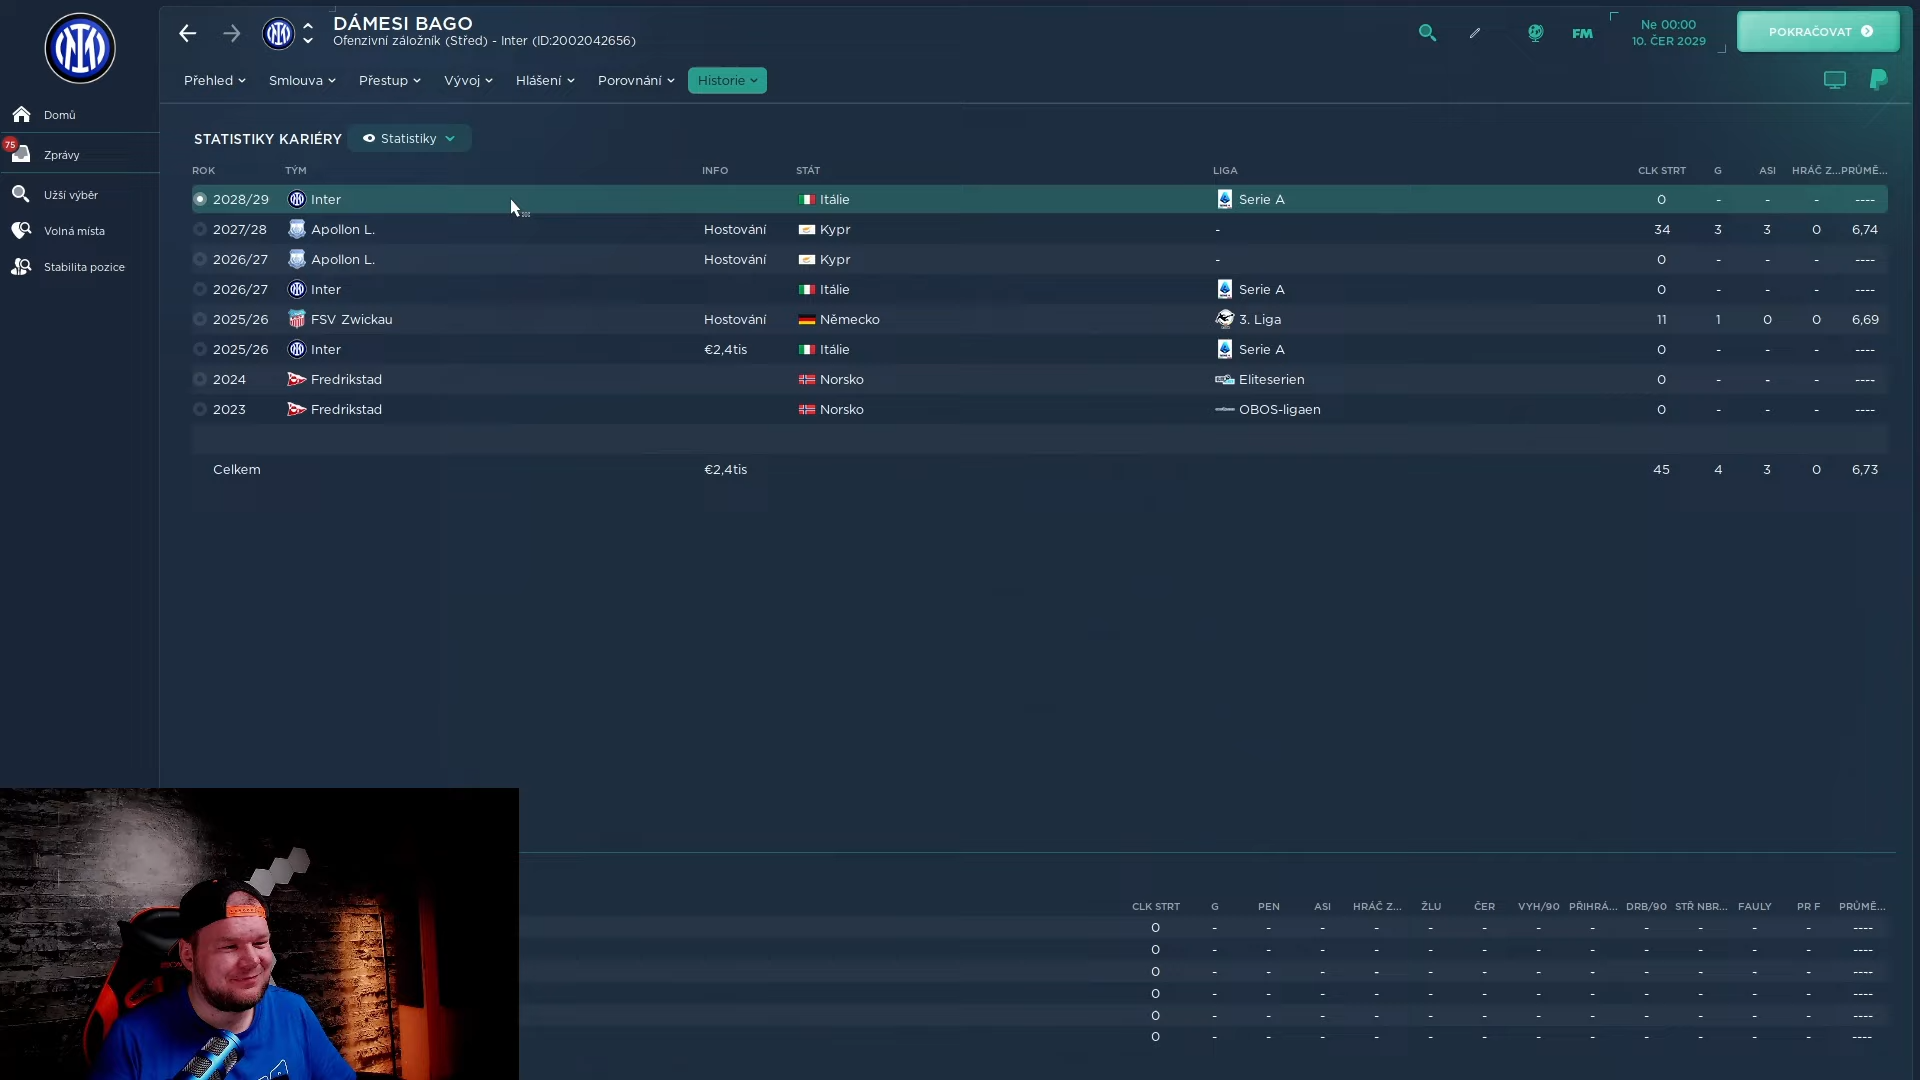 DÁMESI BAGO
Ofenzivní záložník (Střed) - Inter (ID:2002042656)
FM
Ne 00:00
10. ČER 2029
POKRAČOVAT
Přehled Smlouva Přestup Vývoj Hlášení Porovnání Historie
Domů
75
Zprávy
Užší výběr
Volná místa
Stabilita pozice
STATISTIKY KARIÉRY Statistiky
ROK TÝM INFO STÁT LIGA CLK STRT G ASI HRÁČ Z... PRŮMĚ...
2028/29 Inter Itálie Serie A 0 - - - ----
2027/28 Apollon L. Hostování Kypr - 34 3 3 0 6,74
2026/27 Apollon L. Hostování Kypr - 0 - - - ----
2026/27 Inter Itálie Serie A 0 - - - ----
2025/26 FSV Zwickau Hostování Německo 3. Liga 11 1 0 0 6,69
2025/26 Inter €2,4tis Itálie Serie A 0 - - - ----
2024 Fredrikstad Norsko Eliteserien 0 - - - ----
2023 Fredrikstad Norsko OBOS-ligaen 0 - - - ----
Celkem €2,4tis 45 4 3 0 6,73
CLK STRT G PEN ASI HRÁČ Z... ŽLU ČER VYH/90 PŘIHRÁ... DRB/90 STŘ NBR... FAULY PR F PRŮMĚ...
0 - - - - - - - - - - - - ----
0 - - - - - - - - - - - - ----
0 - - - - - - - - - - - - ----
0 - - - - - - - - - - - - ----
0 - - - - - - - - - - - - ----
0 - - - - - - - - - - - - ----